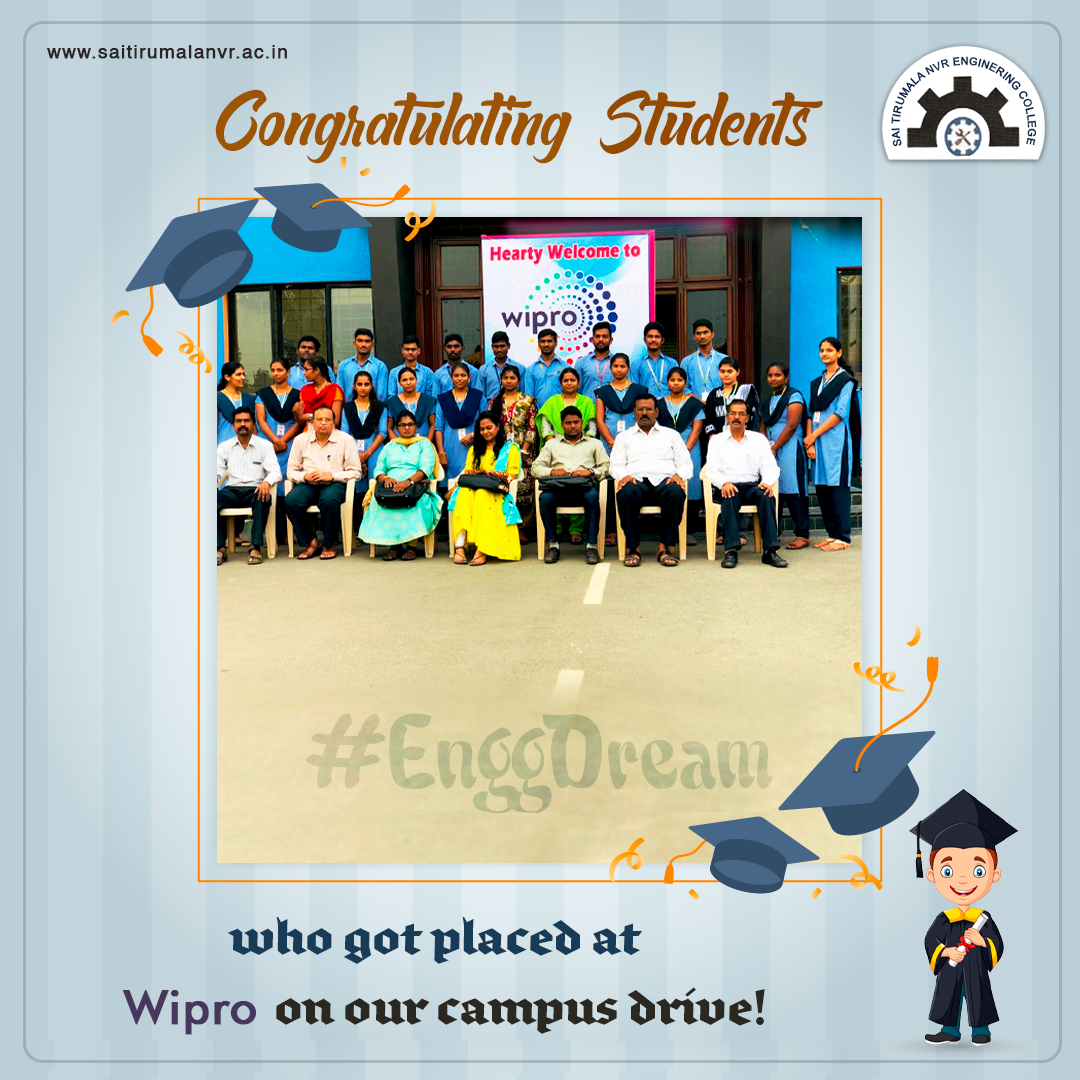 www.saitirumalanvr.ac.in
SAI TIRUMALA NVR ENGINERING COLLEGE
Congratulating Students
Hearty Welcome to
wipro
#EnggDream
who got placed at
Wipro on our campus drive!